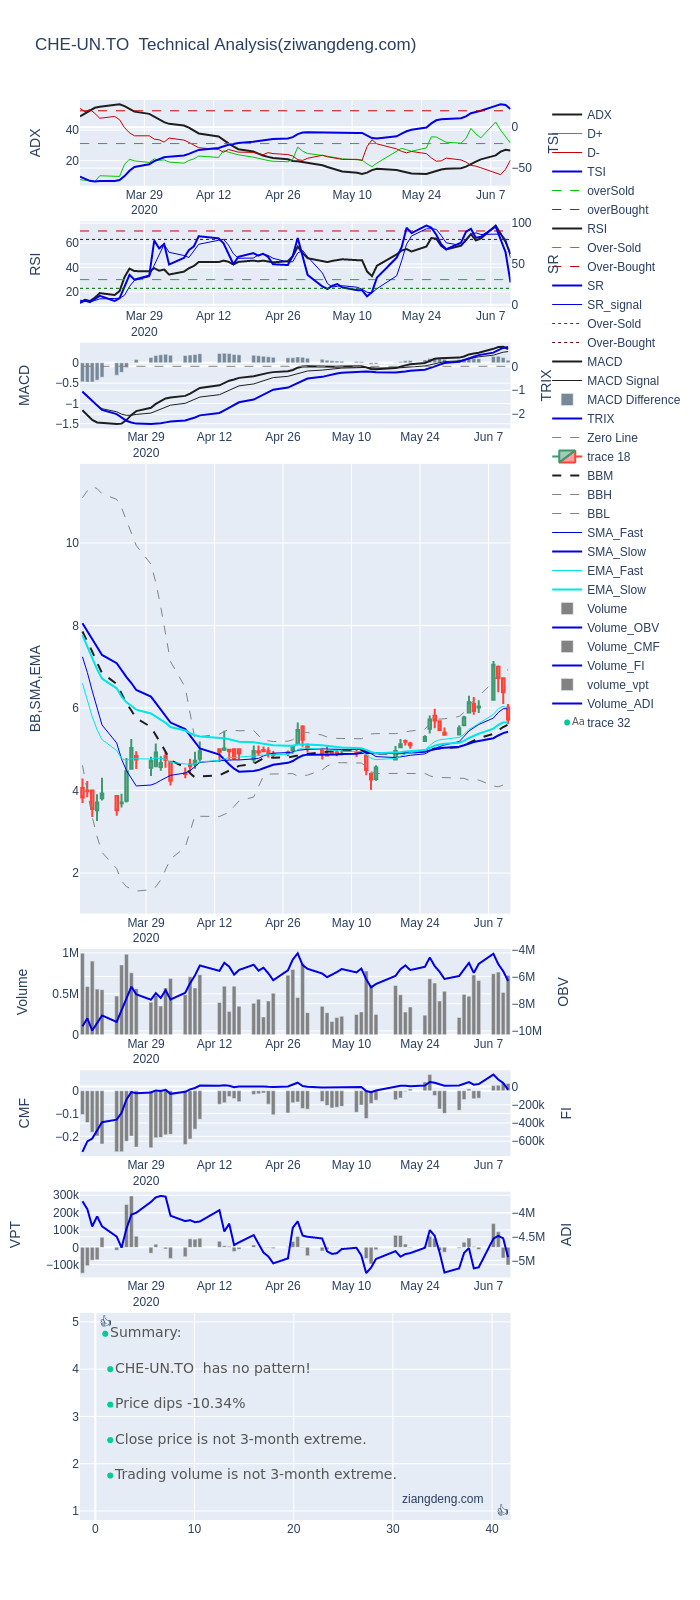 CHE-UN.TO  Technical Analysis(ziwangdeng.com)
ADX
40
20
0
−50
TSI
Mar 29
2020
Apr 12
Apr 26
May 10
May 24
Jun 7
RSI
60
40
20
100
50
0
SR
Mar 29
2020
Apr 12
Apr 26
May 10
May 24
Jun 7
MACD
0
−0.5
−1
−1.5
0
−1
−2
TRIX
Mar 29
2020
Apr 12
Apr 26
May 10
May 24
Jun 7
BB,SMA,EMA
10
8
6
4
2
Mar 29
2020
Apr 12
Apr 26
May 10
May 24
Jun 7
Volume
1M
0.5M
0
−4M
−6M
−8M
−10M
OBV
Mar 29
2020
Apr 12
Apr 26
May 10
May 24
Jun 7
CMF
0
−0.1
−0.2
0
−200k
−400k
−600k
FI
Mar 29
2020
Apr 12
Apr 26
May 10
May 24
Jun 7
VPT
300k
200k
100k
0
−100k
−4M
−4.5M
−5M
ADI
Mar 29
2020
Apr 12
Apr 26
May 10
May 24
Jun 7
5
4
3
2
1
Summary:
CHE-UN.TO  has no pattern!
Price dips -10.34%
Close price is not 3-month extreme.
Trading volume is not 3-month extreme.
ziangdeng.com
0
10
20
30
40
ADX
D+
D-
TSI
overSold
overBought
RSI
Over-Sold
Over-Bought
SR
SR_signal
Over-Sold
Over-Bought
MACD
MACD Signal
MACD Difference
TRIX
Zero Line
trace 18
BBM
BBH
BBL
SMA_Fast
SMA_Slow
EMA_Fast
EMA_Slow
Volume
Volume_OBV
Volume_CMF
Volume_FI
volume_vpt
Volume_ADI
Aa trace 32